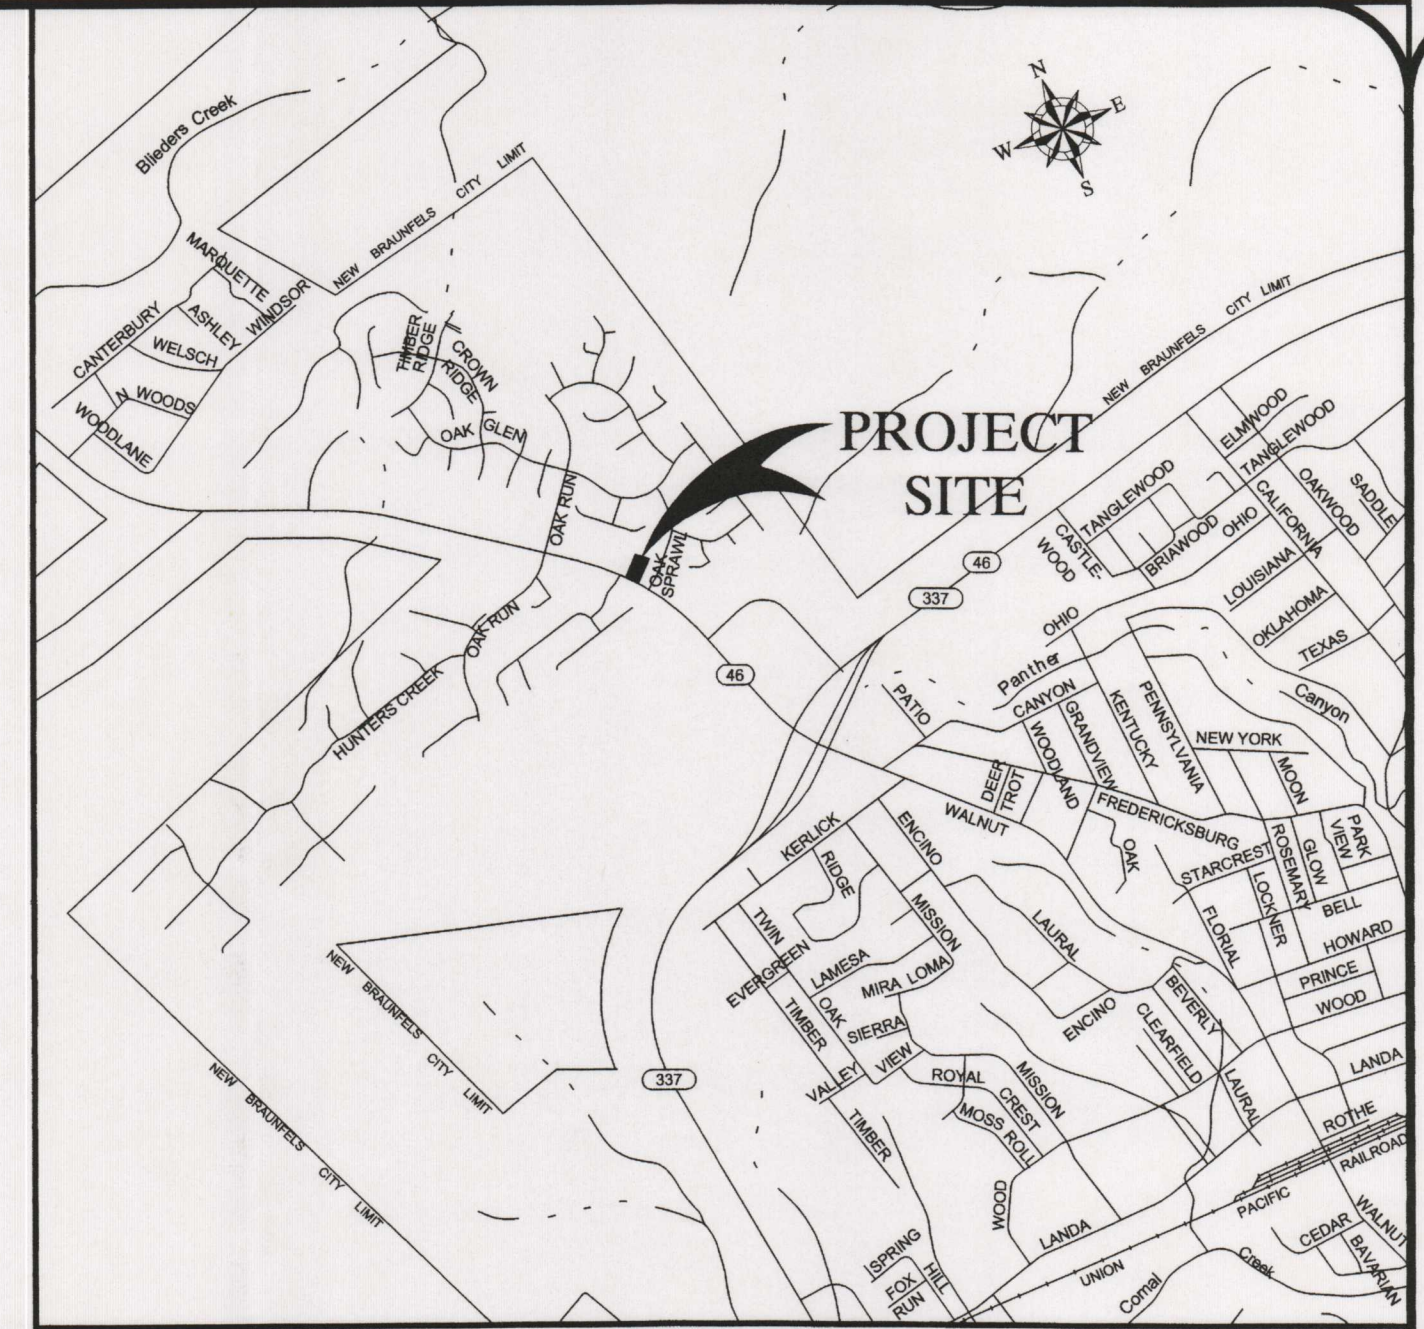 N
E
W
S
Blieders Creek
NEW BRAUNFELS CITY LIMIT
MARQUETTE
WINDSOR
CANTERBURY
ASHLEY
WELSCH
N WOODS
WOODLANE
TIMBER
RIDGE
CROWN
RIDGE
OAK GLEN
OAK RUN
NEW BRAUNFELS CITY LIMIT
PROJECT
SITE
ELMWOOD
TANGLEWOOD
TANGLEWOOD
CASTLE-
WOOD
BRIAWOOD
OHIO
CALIFORNIA
OAKWOOD
SADDLE
46
337
OAK
SPRAWL
LOUISIANA
OKLAHOMA
TEXAS
OHIO
OAK RUN
HUNTERS CREEK
46
Panther
Canyon
CANYON
PATIO
WOODLAND
GRANDVIEW
KENTUCKY
PENNSYLVANIA
NEW YORK
MOON
DEER
TROT
WALNUT
FREDERICKSBURG
OAK
STARCREST
ROSEMARY
GLOW
PARK
VIEW
LOCKNER
BELL
FLORIAL
HOWARD
PRINCE
WOOD
KERLICK
ENCINO
RIDGE
MISSION
LAURAL
TWIN
EVERGREEN
LAMESA
MIRA LOMA
OAK
TIMBER
SIERRA
VIEW
VALLEY
ENCINO
BEVERLY
CLEARFIELD
LANDA
NEW BRAUNFELS CITY LIMIT
NEW BRAUNFELS CITY LIMIT
337
ROYAL
CREST
MISSION
MOSS ROLL
TIMBER
LAURAL
ROTHE
RAILROAD
PACIFIC
UNION
WOOD
LANDA
SPRING
HILL
FOX
RUN
Comal
Creek
CEDAR
WALNUT
BAVARIAN